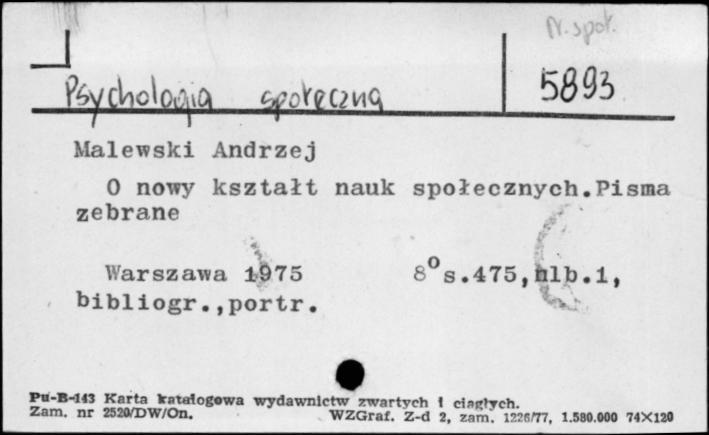 N. społ.
Psychologia społeczna
5893
Malewski Andrzej
O nowy kształt nauk społecznych.Pisma
zebrane
Warszawa 1975 8°s.475,nlb.1,
bibliogr.,portr.
Pu-B-143 Karta katalogowa wydawnictw zwartych i ciągłych.
Zam. nr 2520/DW/On. WZGraf. Z-d 2, zam. 1226/77, 1.580.000 74×120